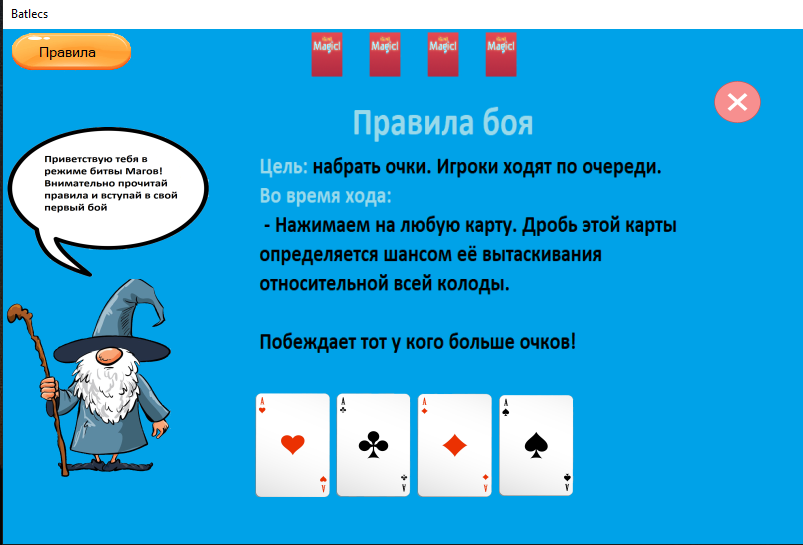 Batlecs
Правила
Magic!
Magic!
Magic!
Magic!
Правила боя
Приветствую тебя в
режиме битвы Магов!
Внимательно прочитай
правила и вступай в свой
первый бой
Цель: набрать очки. Игроки ходят по очереди.
Во время хода:
- Нажимаем на любую карту. Дробь этой карты
определяется шансом её вытаскивания
относительной всей колоды.
Побеждает тот у кого больше очков!
A
A
A
A
A
A
A
A